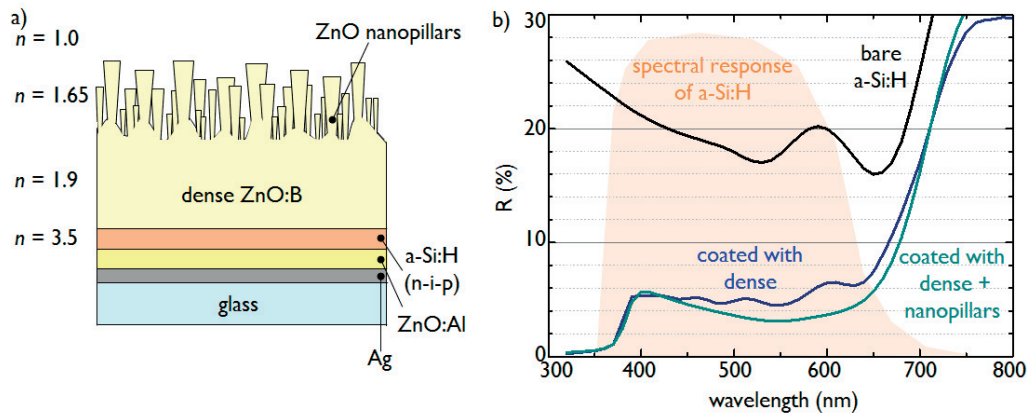 a)
n = 1.0
ZnO nanopillars
n = 1.65
n = 1.9
dense ZnO:B
n = 3.5
a-Si:H
(n-i-p)
glass
ZnO:Al
Ag
b)
30
20
10
0
R (%)
spectral response
of a-Si:H
bare
a-Si:H
coated with
dense
coated with
dense +
nanopillars
300 400 500 600 700 800
wavelength (nm)